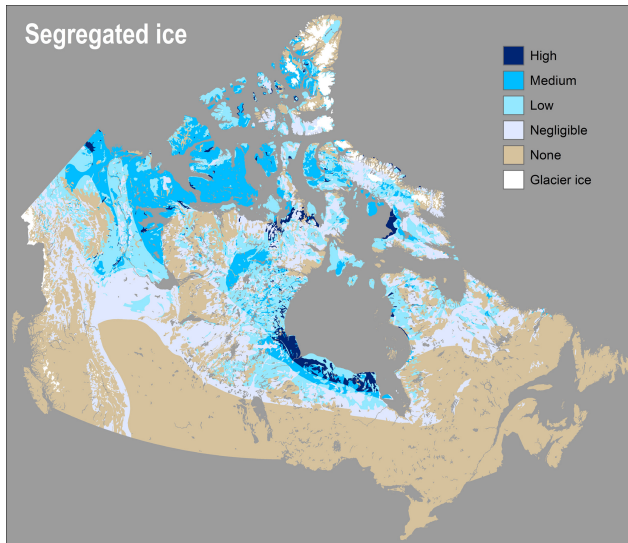 Segregated ice
High
Medium
Low
Negligible
None
Glacier ice